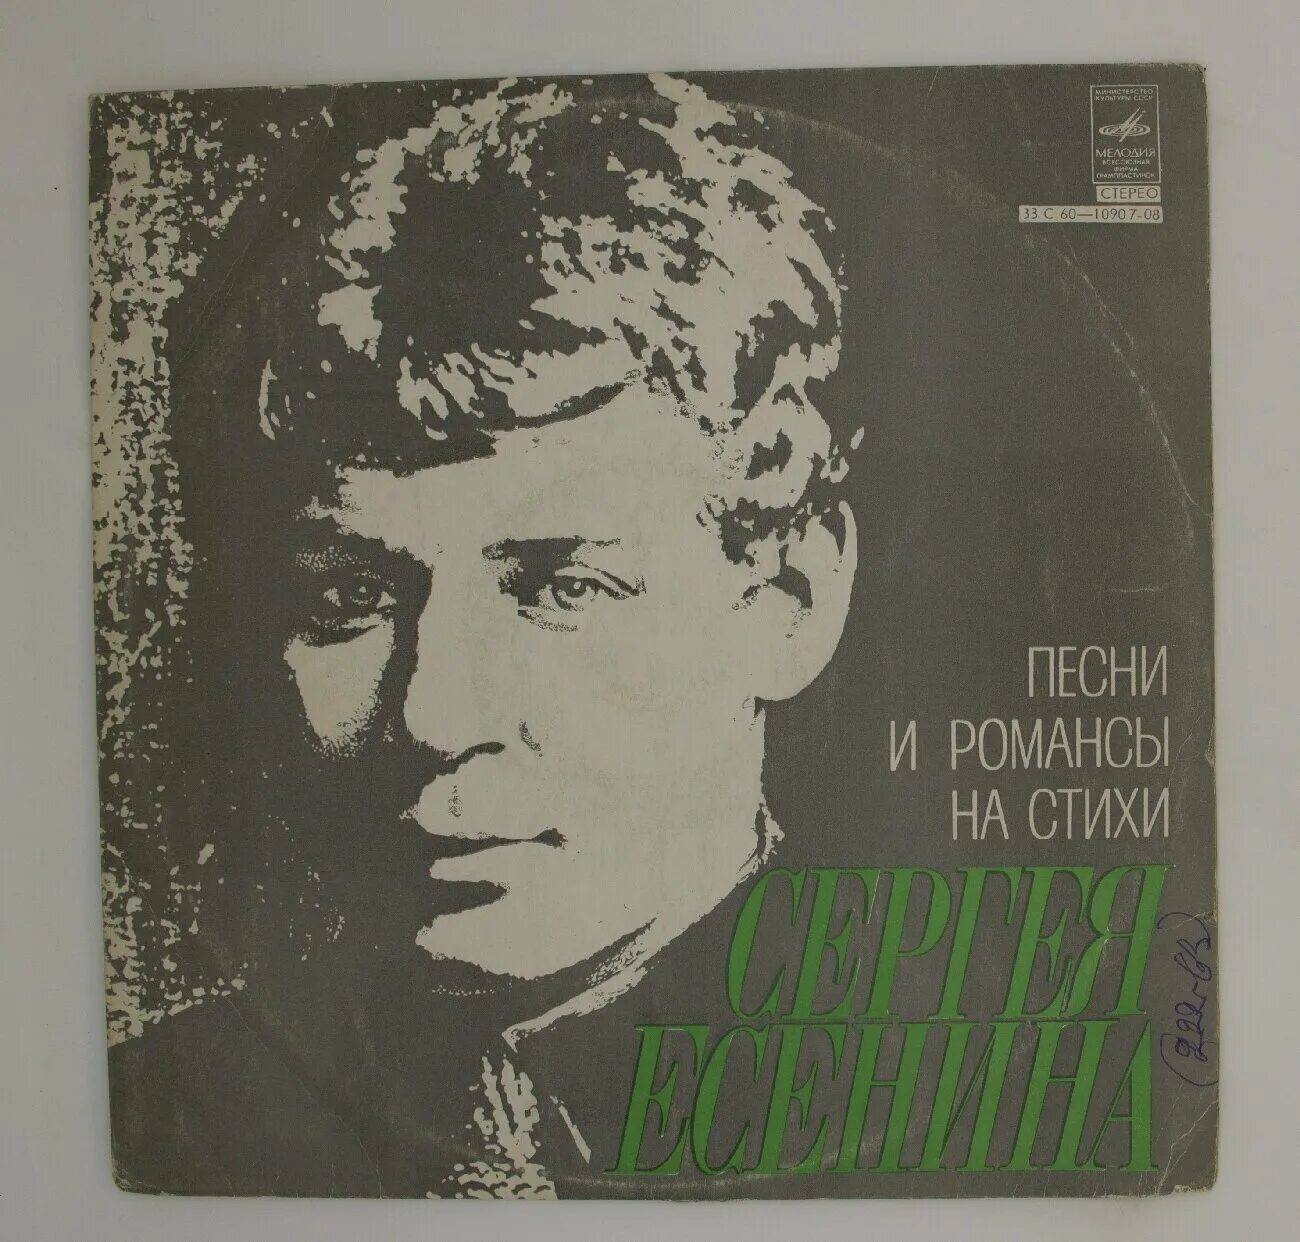 МИНИСТЕРСТВО
КУЛЬТУРЫ СССР
МЕЛОДИЯ
ВСЕСОЮЗНАЯ
ФИРМА
ГРАМПЛАСТИНОК
СТЕРЕО
33 С 60—10907-08
ПЕСНИ
И РОМАНСЫ
НА СТИХИ
СЕРГЕЯ
ЕСЕНИНА